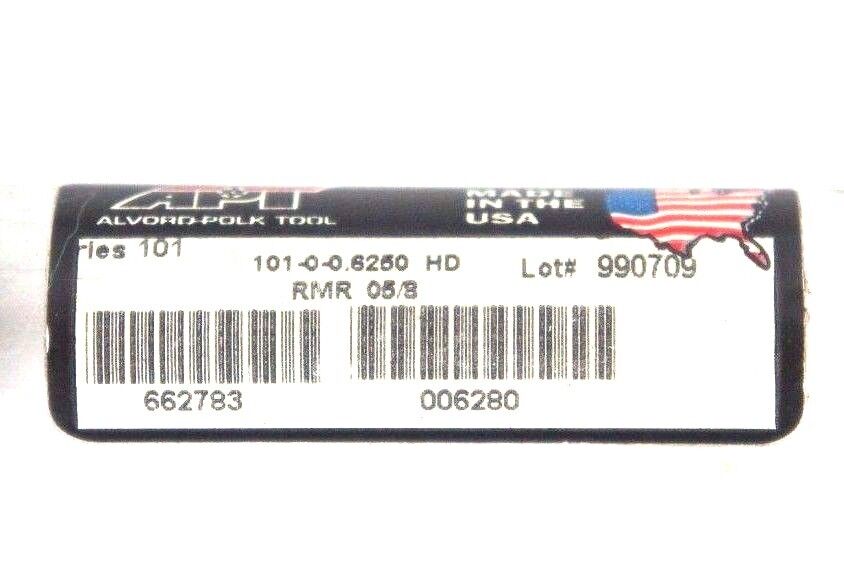 APT
ALVORD-POLK TOOL
MADE
IN THE
USA
ries 101
101-0-0.6250 HD
Lot# 990709
RMR 05/8
662783
006280